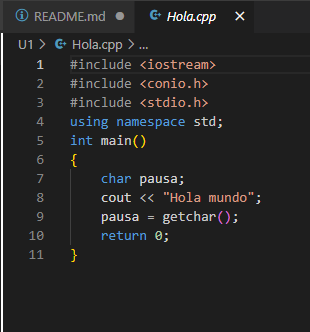 README.md Hola.cpp
U1 > Hola.cpp > ...
1 #include <iostream>
2 #include <conio.h>
3 #include <stdio.h>
4 using namespace std;
5 int main()
6 {
7 char pausa;
8 cout << "Hola mundo";
9 pausa = getchar();
10 return 0;
11 }